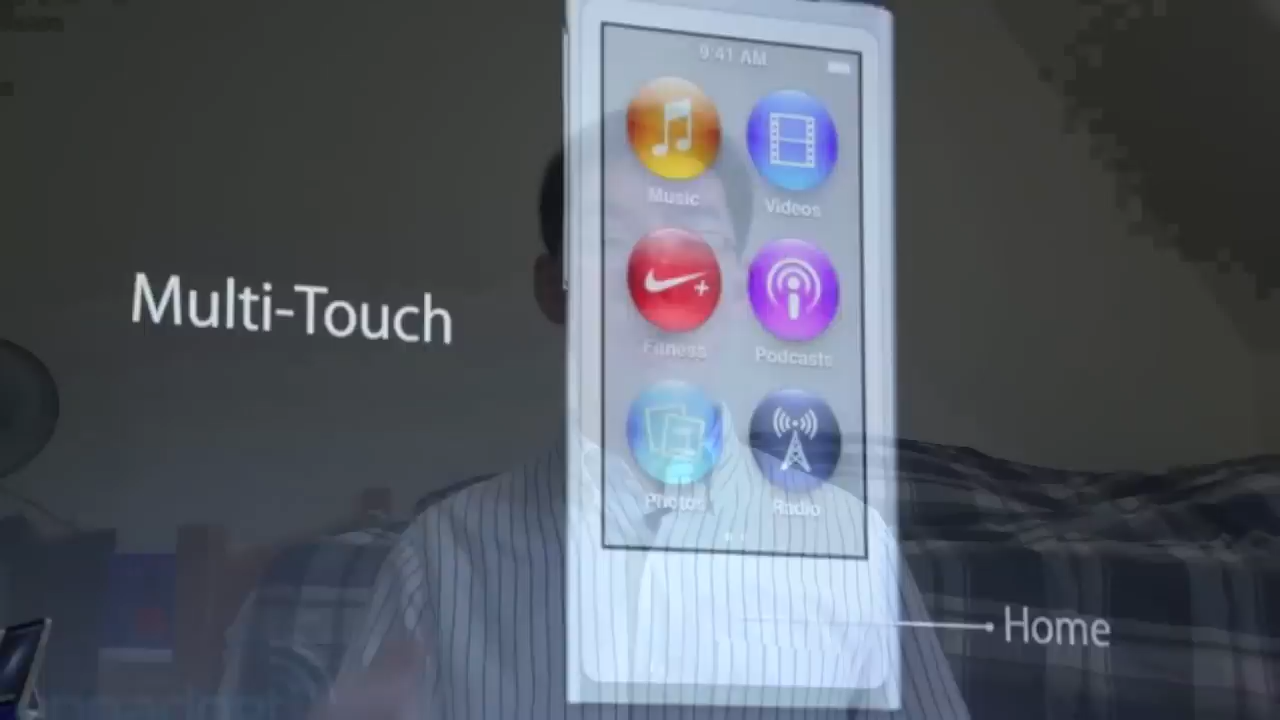 9:41 AM
Multi-Touch
Music
Videos
Fitness
Podcasts
Photos
Radio
Home